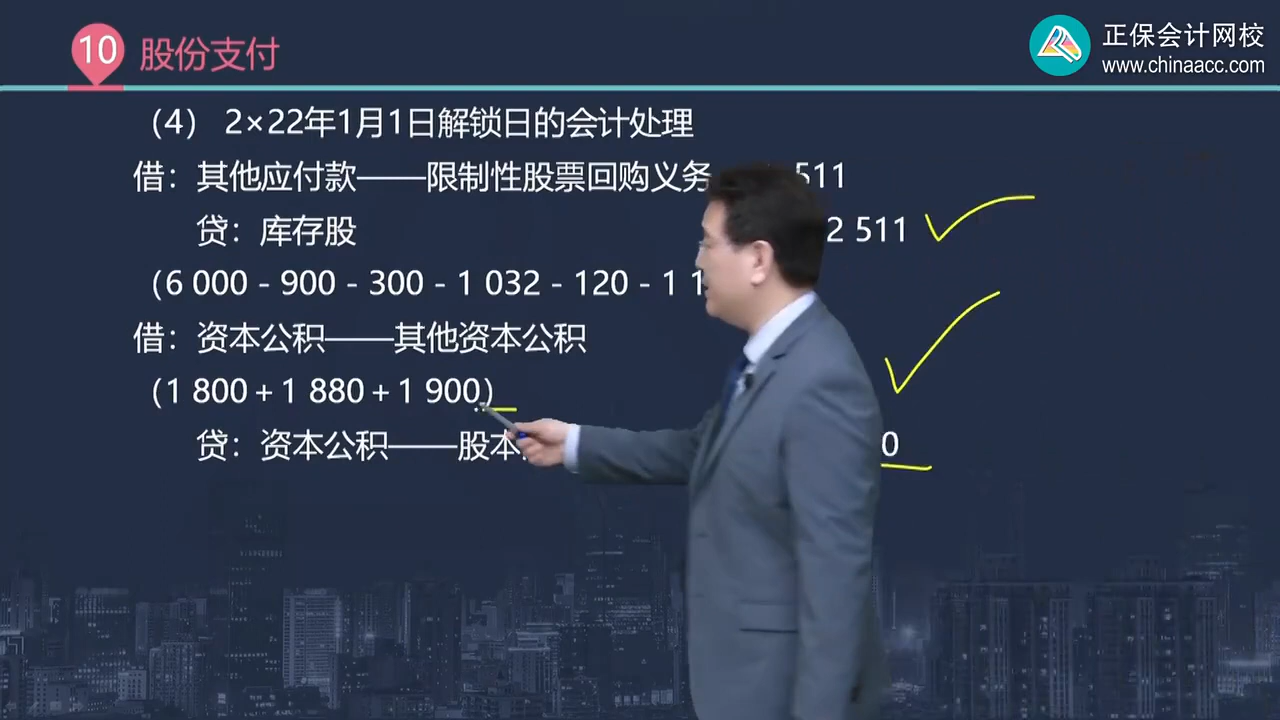 10 股份支付
正保会计网校
www.chinaacc.com
（4） 2×22年1月1日解锁日的会计处理
借：其他应付款——限制性股票回购义务 511
贷：库存股 2 511
（6 000－900－300－1 032－120－1 1
借：资本公积——其他资本公积
（1 800＋1 880＋1 900）
贷：资本公积——股本 0